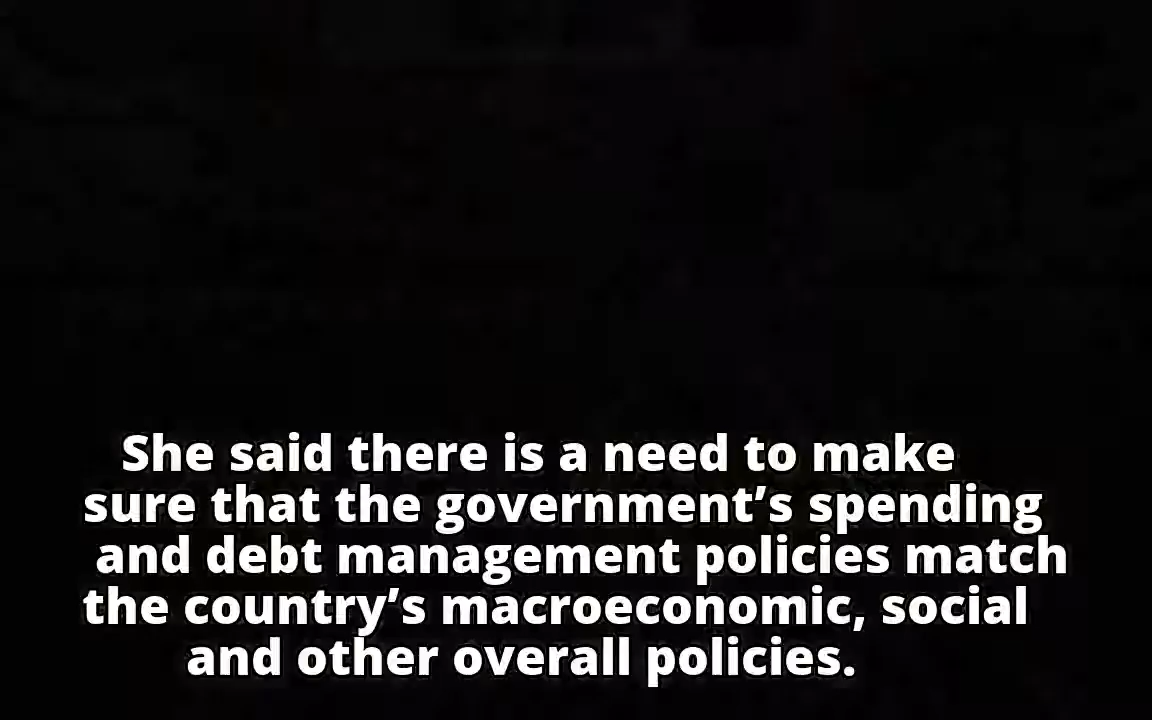 She said there is a need to make
sure that the government’s spending
and debt management policies match
the country’s macroeconomic, social
and other overall policies.